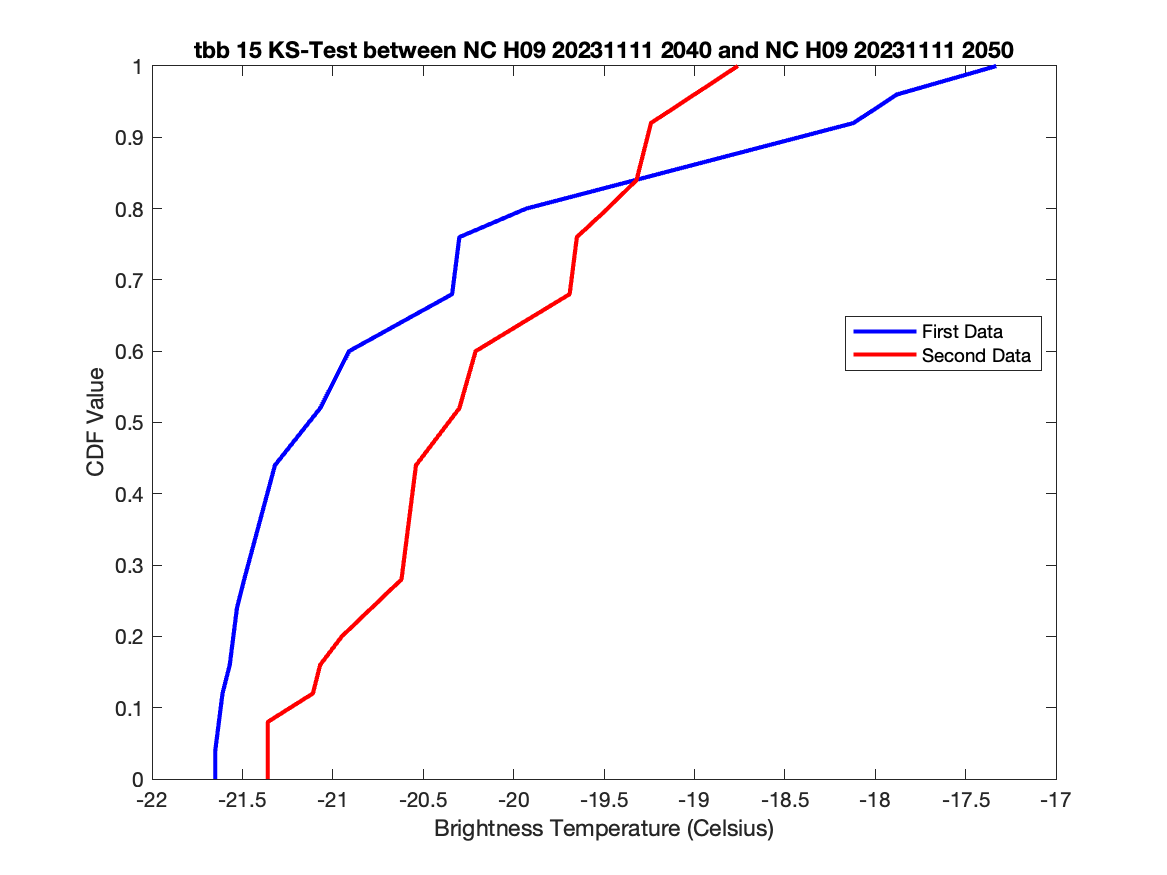 tbb 15 KS-Test between NC H09 20231111 2040 and NC H09 20231111 2050
1
0.9
0.8
0.7
0.6
0.5
0.4
0.3
0.2
0.1
0
CDF Value
First Data
Second Data
-22 -21.5 -21 -20.5 -20 -19.5 -19 -18.5 -18 -17.5 -17
Brightness Temperature (Celsius)